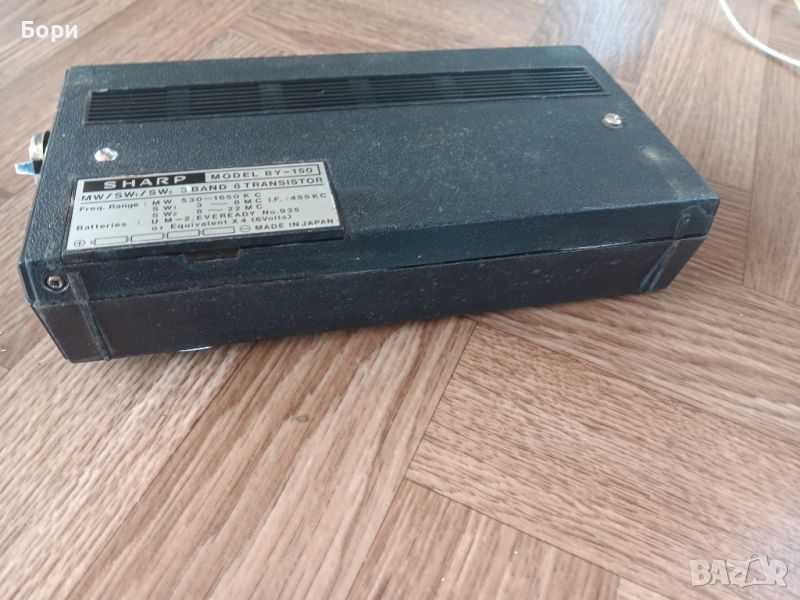 Бори
SHARP MODEL BY-150
MW/SW₁/SW₂ 3 BAND 8 TRANSISTOR
Freq. Range : MW 530—1650 KC I.F. : 455KC
SW₁ 3 — 8 MC
SW₂ 8 ~ 22 MC
Batteries : UM-2, EVEREADY No.935
or Equivalent X4 (6Volts)
⊕ ⊖ MADE IN JAPAN
BAZAR